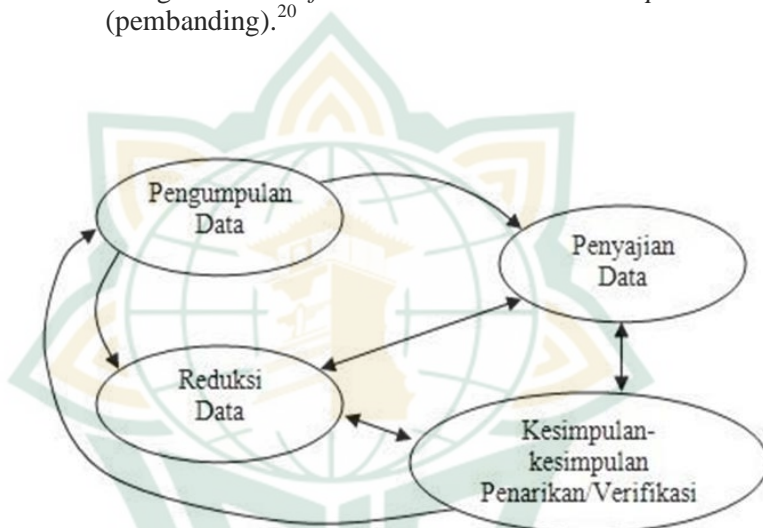 (pembanding).20
Pengumpulan
Data
Penyajian
Data
Reduksi
Data
Kesimpulan-
kesimpulan
Penarikan/Verifikasi